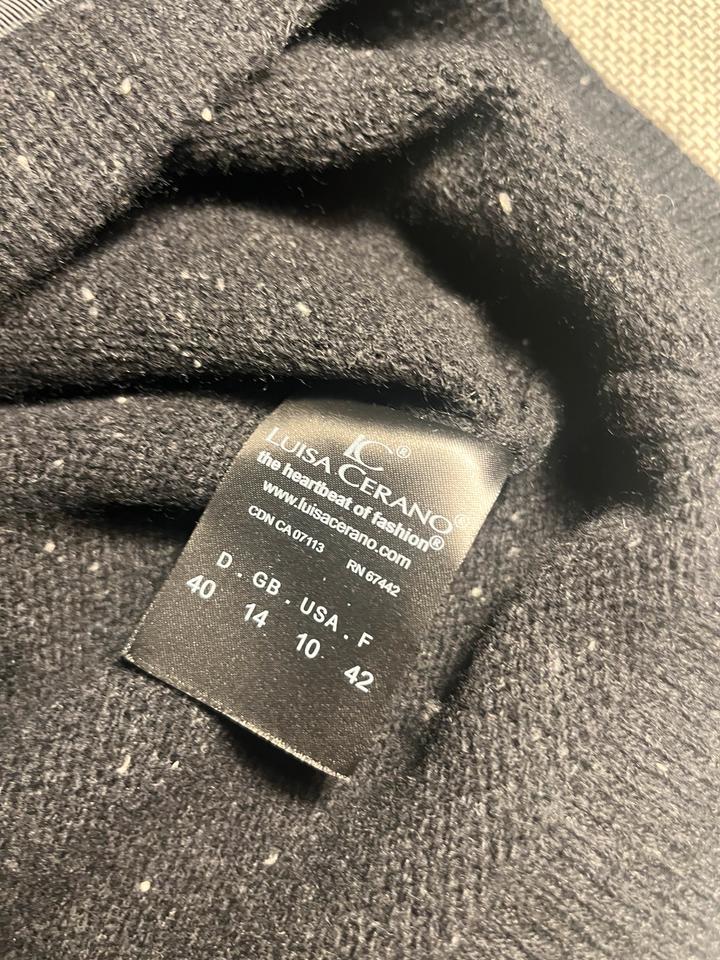 LC®
LUISA CERANO®
the heartbeat of fashion®
www.luisacerano.com
CDN CA 07113 RN 67442
D . GB . USA . F
40 14 10 42